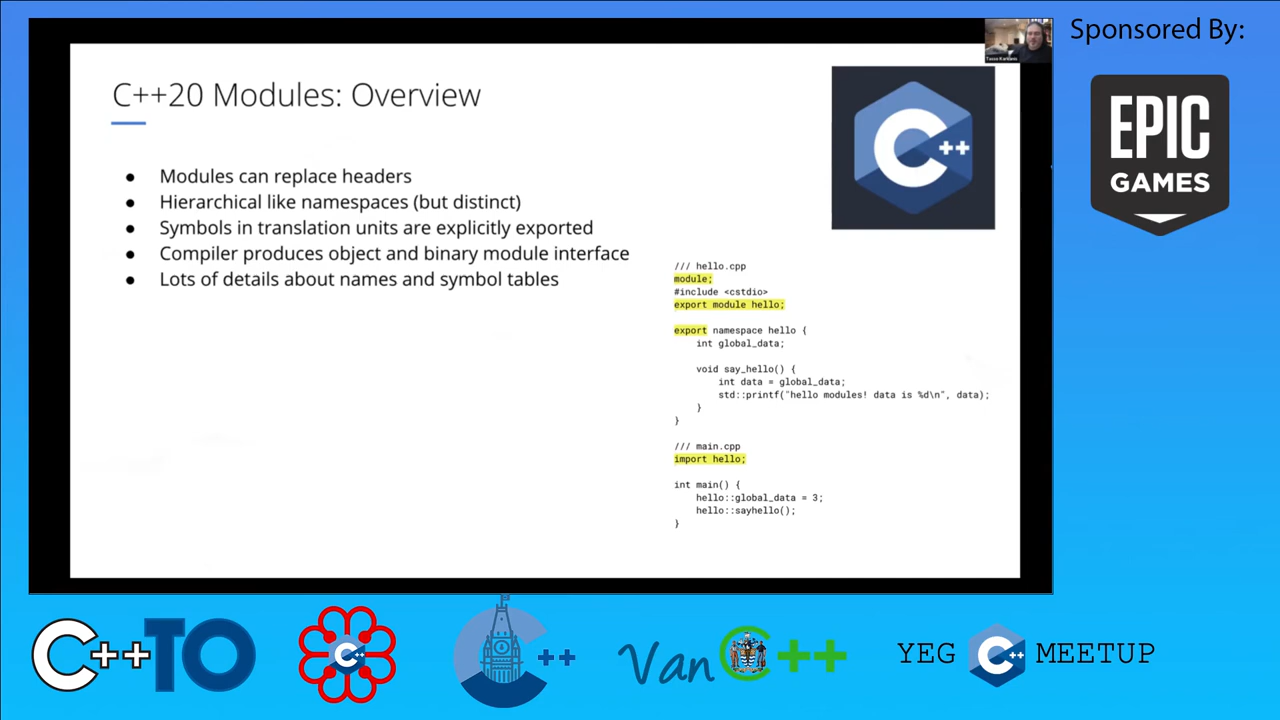 Sponsored By:
EPIC
GAMES
C++20 Modules: Overview
C++
● Modules can replace headers
● Hierarchical like namespaces (but distinct)
● Symbols in translation units are explicitly exported
● Compiler produces object and binary module interface
● Lots of details about names and symbol tables
/// hello.cpp
module;
#include <cstdio>
export module hello;
export namespace hello {
int global_data;
void say_hello() {
int data = global_data;
std::printf("hello modules! data is %d\n", data);
}
}
/// main.cpp
import hello;
int main() {
hello::global_data = 3;
hello::sayhello();
}
C++TO
C++
C++
Van C++
YEG C++ MEETUP